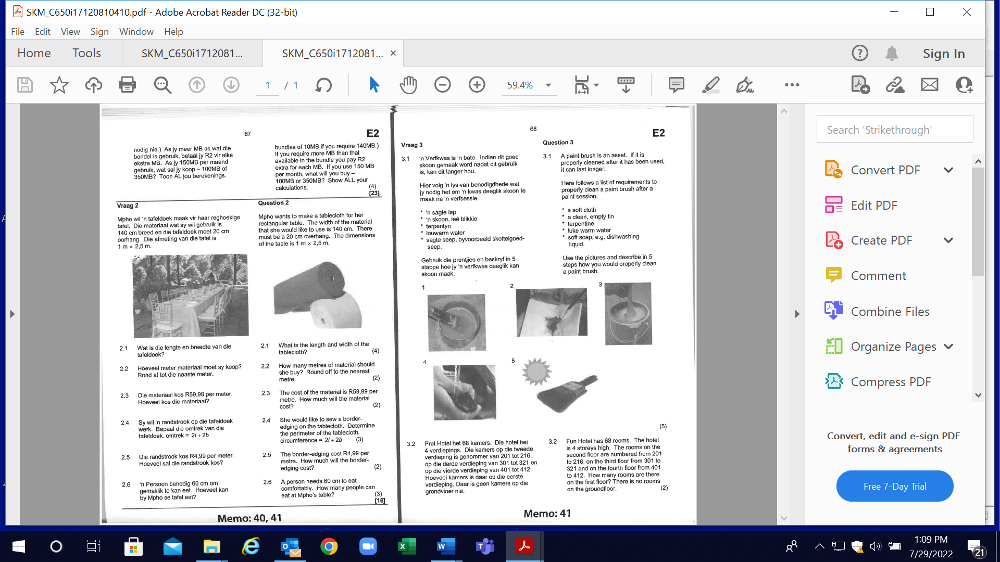 SKM_C650i17120810410.pdf - Adobe Acrobat Reader DC (32-bit)
File Edit View Sign Window Help
Home Tools SKM_C650i1712081... SKM_C650i1712081... ×
Sign In
1 / 1
59.4%
67
E2
nodig nie.) As jy meer MB as wat die
bondel is gebruik, betaal jy R2 vir elke
ekstra MB. As jy 150MB per maand
gebruik, wat sal jy koop – 100MB of
350MB? Toon AL jou berekenings.
bundles of 10MB if you require 140MB.)
If you require more MB than that
available in the bundle you pay R2
extra for each MB. If you use 150 MB
per month, what will you buy –
100MB or 350MB? Show ALL your
calculations. (4)
[23]
Vraag 2
Mpho wil 'n tafeldoek maak vir haar reghoekige
tafel. Die materiaal wat sy wil gebruik is
140 cm breed en die tafeldoek moet 20 cm
oorhang. Die afmeting van die tafel is
1 m × 2,5 m.
Question 2
Mpho wants to make a tablecloth for her
rectangular table. The width of the material
that she would like to use is 140 cm. There
must be a 20 cm overhang. The dimensions
of the table is 1 m × 2,5 m.
2.1 Wat is die lengte en breedte van die
tafeldoek?
2.2 Hóeveel meter materiaal moet sy koop?
Rond af tot die naaste meter.
2.3 Die materiaal kos R59,99 per meter.
Hoeveel kos die materiaal?
2.4 Sy wil 'n randstrook op die tafeldoek
werk. Bepaal die omtrek van die
tafeldoek. omtrek = 2l + 2b
2.5 Die randstrook kos R4,99 per meter.
Hoeveel sal die randstrook kos?
2.6 'n Persoon benodig 60 cm om
gemaklik te kan eet. Hoeveel kan
by Mpho se tafel eet?
2.1 What is the length and width of the
tablecloth? (4)
2.2 How many metres of material should
she buy? Round off to the nearest
metre. (2)
2.3 The cost of the material is R59,99 per
metre. How much will the material
cost? (2)
2.4 She would like to sew a border-
edging on the tablecloth. Determine
the perimeter of the tablecloth.
circumference = 2l + 2b (3)
2.5 The border-edging cost R4,99 per
metre. How much will the border-
edging cost? (2)
2.6 A person needs 60 cm to eat
comfortably. How many people can
eat at Mpho's table? (3)
[16]
Memo: 40, 41
68
E2
Vraag 3
3.1 'n Verfkwas is 'n bate. Indien dit goed
skoon gemaak word nadat dit gebruik
is, kan dit langer hou.
Hier volg 'n lys van benodigdhede wat
jy nodig het om 'n kwas deeglik skoon te
maak na 'n verfsessie.
* 'n sagte lap
* 'n skoon, leë blikkie
* terpentyn
* louwarm water
* sagte seep, byvoorbeeld skottelgoed-
seep.
Gebruik die prentjies en beskryf in 5
stappe hoe jy 'n verfkwas deeglik kan
skoon maak.
Question 3
3.1 A paint brush is an asset. If it is
properly cleaned after it has been used,
it can last longer.
Here follows a list of requirements to
properly clean a paint brush after a
paint session.
* a soft cloth
* a clean, empty tin
* terpentine
* luke warm water
* soft soap, e.g. dishwashing
liquid.
Use the pictures and describe in 5
steps how you would properly clean
a paint brush.
1
2
3
4
5
(5)
3.2 Pret Hotel het 68 kamers. Die hotel het
4 verdiepings. Die kamers op die tweede
verdieping is genommer van 201 tot 216,
op die derde verdieping van 301 tot 321 en
op die vierde verdieping van 401 tot 412.
Hoeveel kamers is daar op die eerste
verdieping. Daar is geen kamers op die
grondvloer nie.
3.2 Fun Hotel has 68 rooms. The hotel
is 4 storeys high. The rooms on the
second floor are numbered from 201
to 216, on the third floor from 301 to
321 and on the fourth floor from 401
to 412. How many rooms are there
on the first floor? There is no rooms
on the groundfloor. (2)
Memo: 41
Search 'Strikethrough'
Convert PDF
Edit PDF
Create PDF
Comment
Combine Files
Organize Pages
Compress PDF
Convert, edit and e-sign PDF
forms & agreements
Free 7-Day Trial
1:09 PM
7/29/2022
21